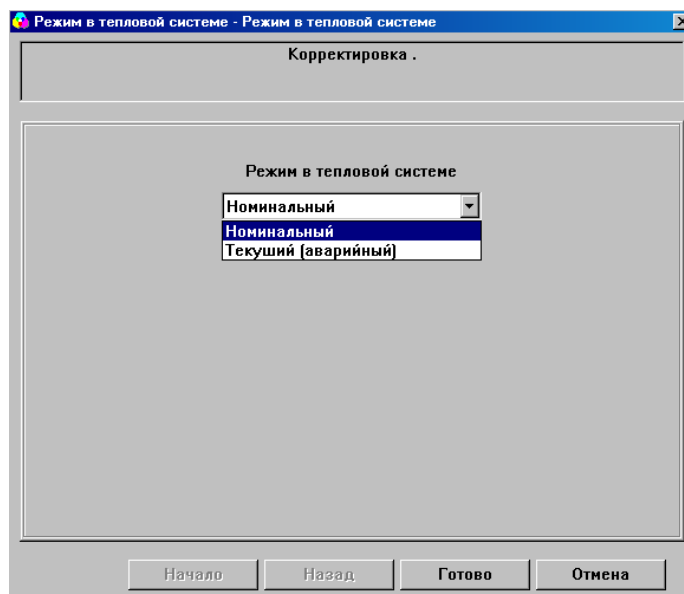 Режим в тепловой системе - Режим в тепловой системе
Корректировка .
Режим в тепловой системе
Номинальный
Номинальный
Текуший (аварийный)
Начало
Назад
Готово
Отмена